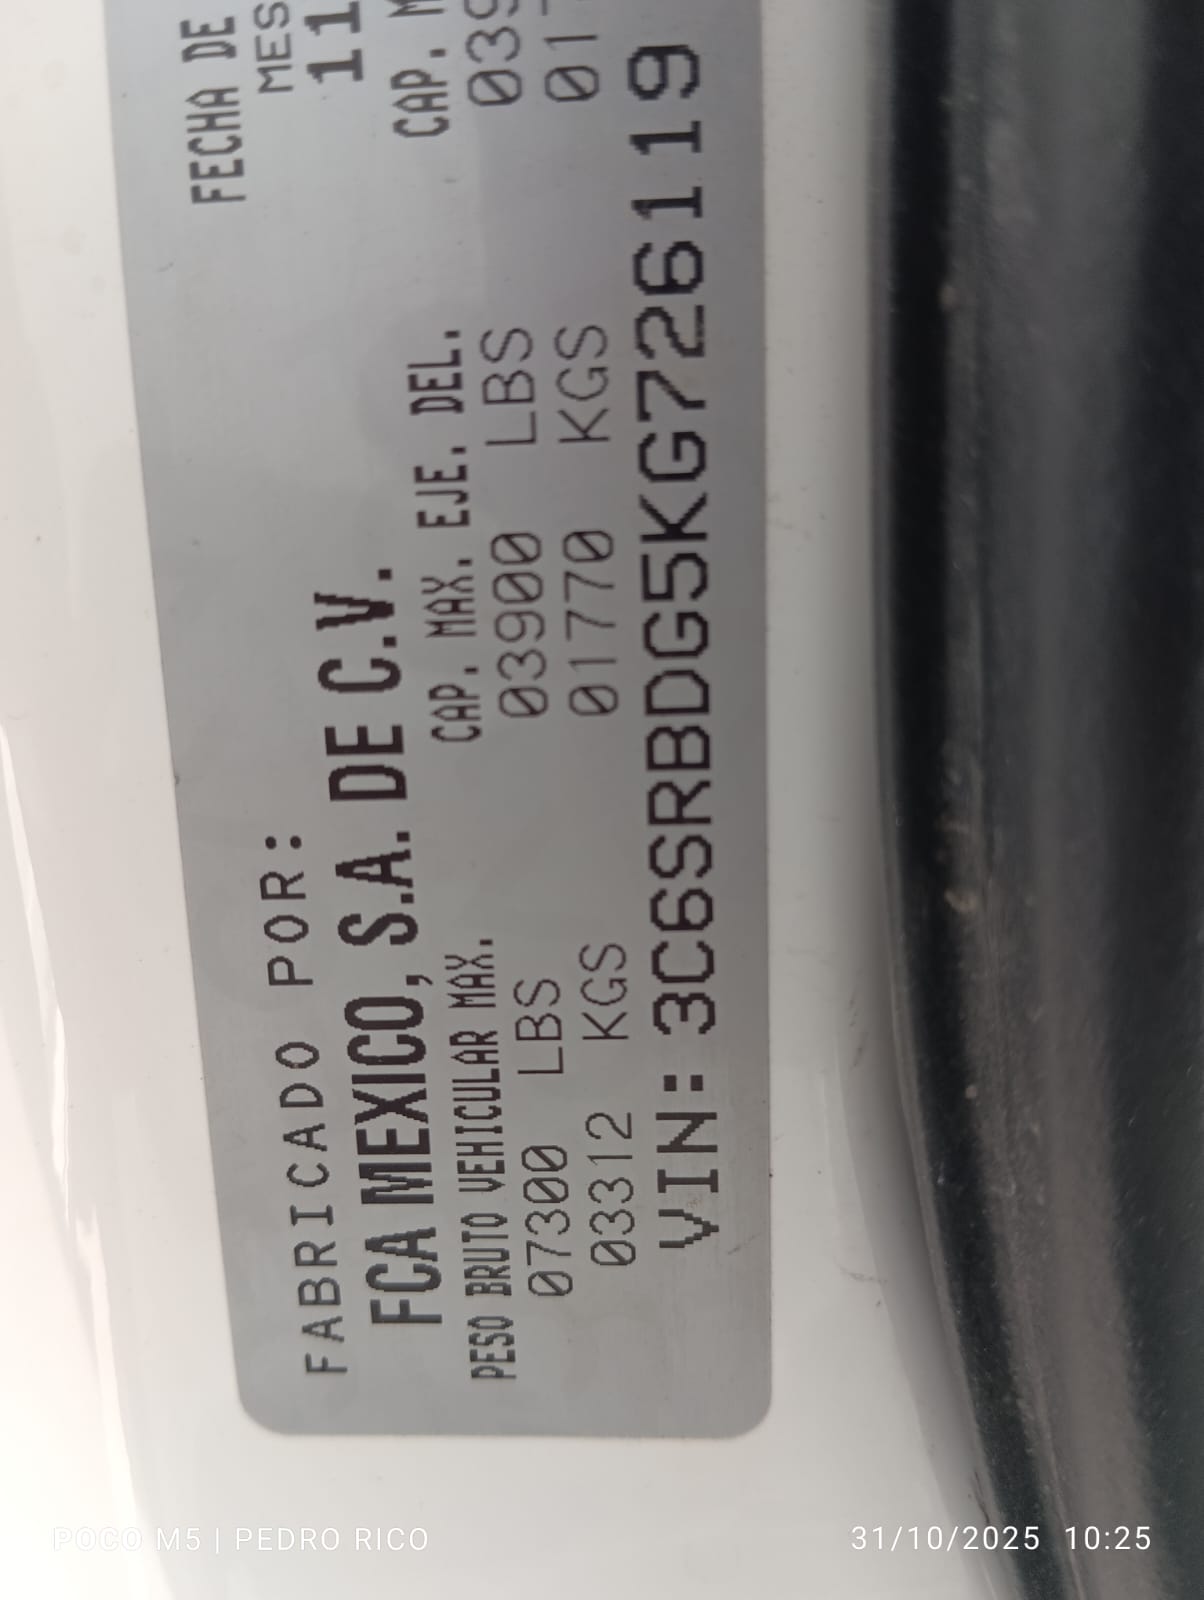 FABRICADO POR:
FECHA DE
FCA MEXICO, S.A. DE C.V.
MES
11
PESO BRUTO VEHICULAR MAX.
CAP. MAX. EJE. DEL.
CAP. M
07300 LBS
03900 LBS
039
03312 KGS
01770 KGS
01
VIN: 3C6SRBDG5KG726119
POCO M5 | PEDRO RICO
31/10/2025 10:25